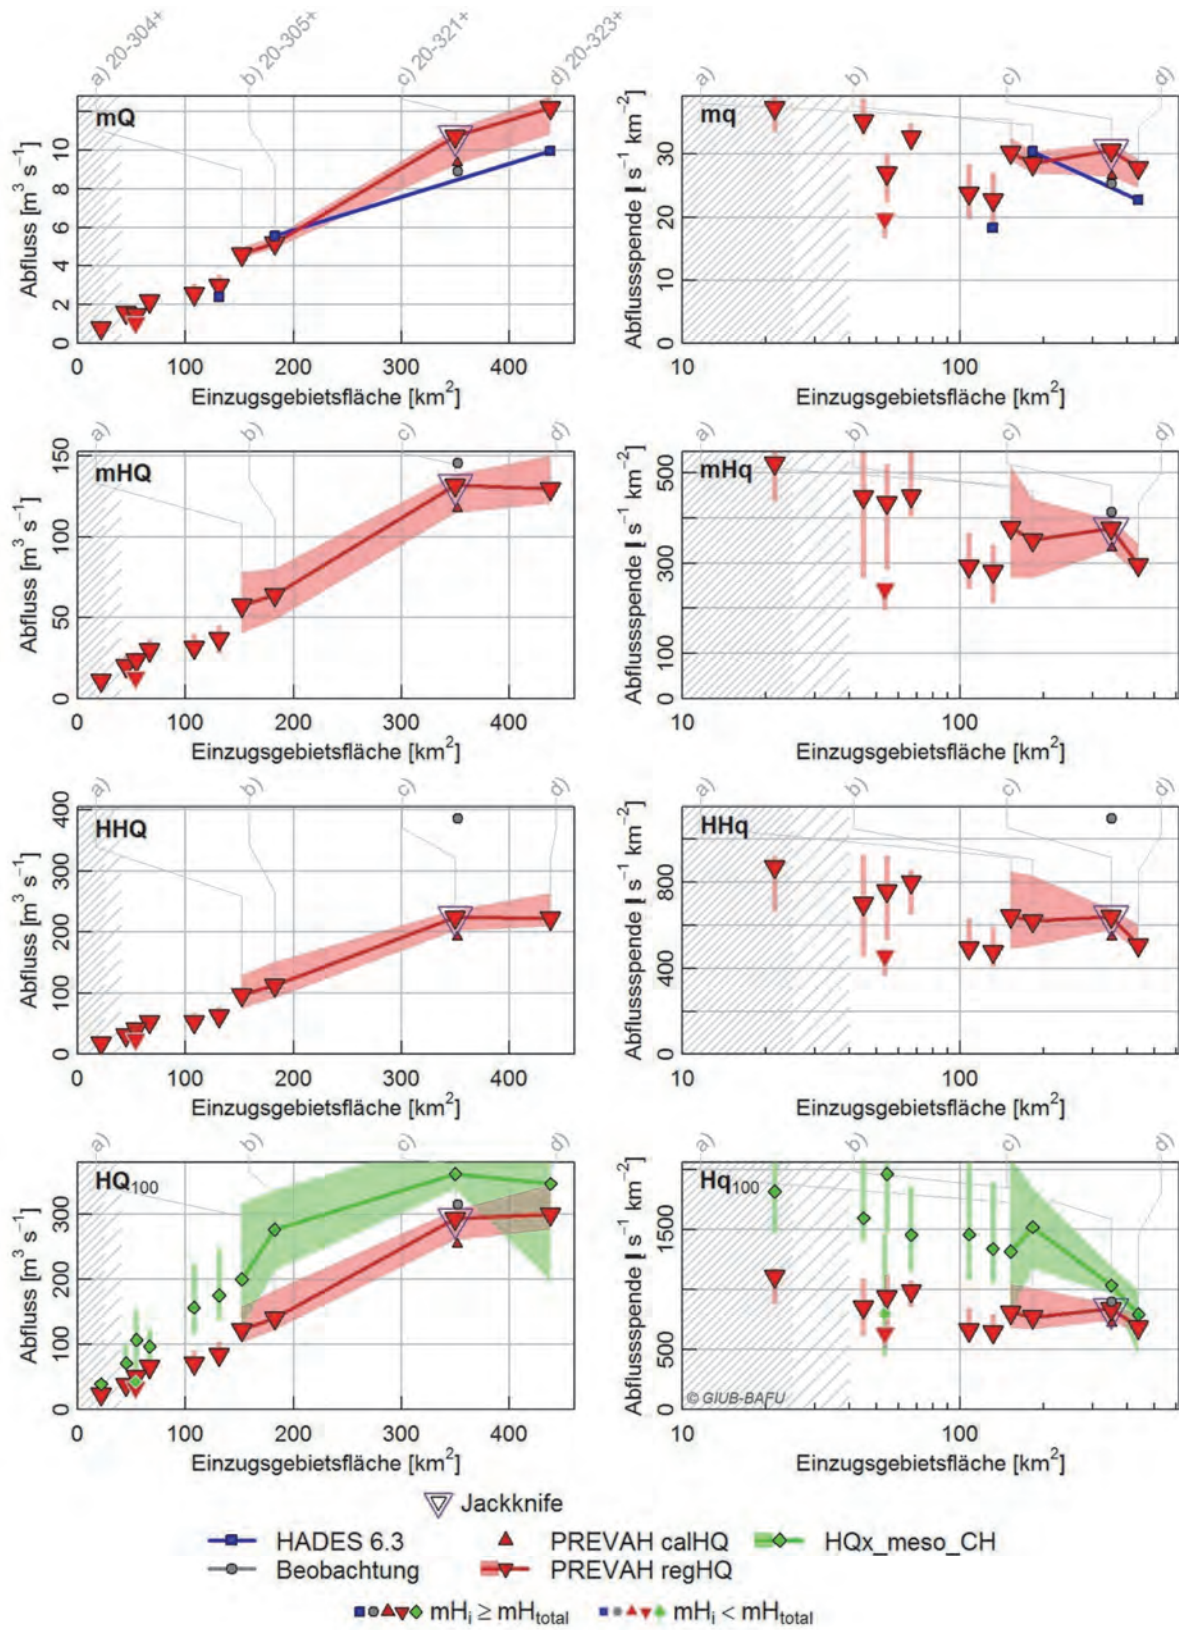 a) 20-304+
b) 20-305+
c) 20-321+
d) 20-323+
a)
b)
c)
d)
mQ
Abfluss [m³ s⁻¹]
0
2
4
6
8
10
0
100
200
300
400
Einzugsgebietsfläche [km²]
mq
Abflussspende [l s⁻¹ km⁻²]
0
10
20
30
10
100
Einzugsgebietsfläche [km²]
a)
b)
c)
d)
a)
b)
c)
d)
mHQ
Abfluss [m³ s⁻¹]
0
50
100
150
0
100
200
300
400
Einzugsgebietsfläche [km²]
mHq
Abflussspende [l s⁻¹ km⁻²]
0
100
300
500
10
100
Einzugsgebietsfläche [km²]
a)
b)
c)
d)
a)
b)
c)
d)
HHQ
Abfluss [m³ s⁻¹]
0
100
200
300
400
0
100
200
300
400
Einzugsgebietsfläche [km²]
HHq
Abflussspende [l s⁻¹ km⁻²]
0
400
800
10
100
Einzugsgebietsfläche [km²]
a)
b)
c)
d)
a)
b)
c)
d)
HQ₁₀₀
Abfluss [m³ s⁻¹]
0
100
200
300
0
100
200
300
400
Einzugsgebietsfläche [km²]
Hq₁₀₀
Abflussspende [l s⁻¹ km⁻²]
0
500
1500
© GIUB-BAFU
10
100
Einzugsgebietsfläche [km²]
Jackknife
HADES 6.3
PREVAH calHQ
HQx_meso_CH
Beobachtung
PREVAH regHQ
mHᵢ ≥ mH_total
mHᵢ < mH_total